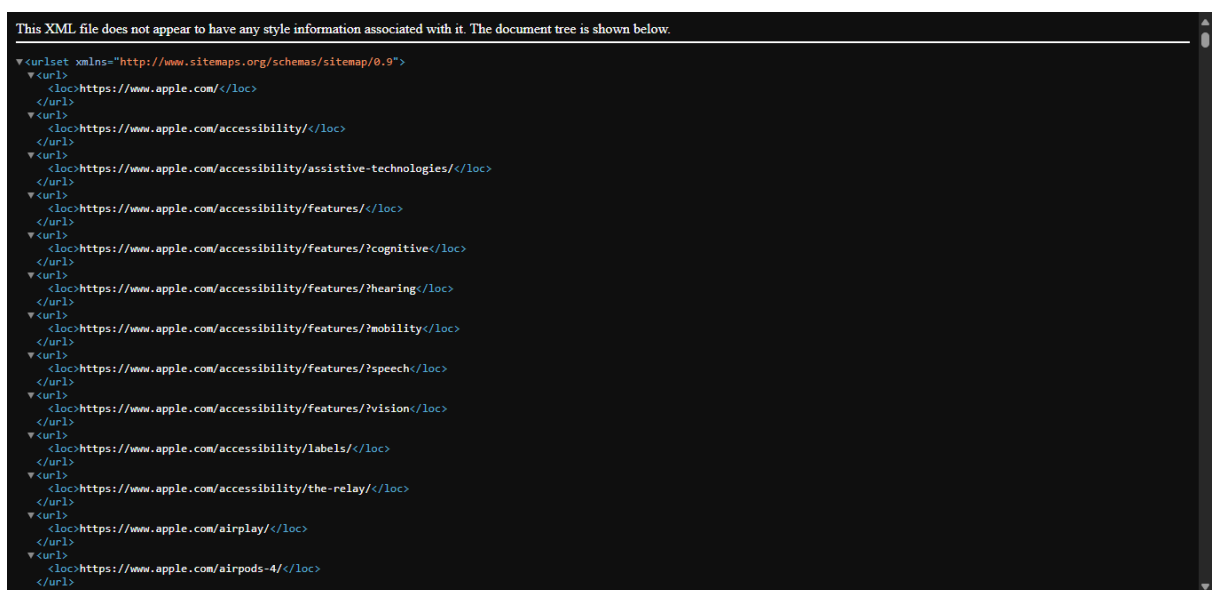 This XML file does not appear to have any style information associated with it. The document tree is shown below.
▼<urlset xmlns="http://www.sitemaps.org/schemas/sitemap/0.9">
▼<url>
<loc>https://www.apple.com/</loc>
</url>
▼<url>
<loc>https://www.apple.com/accessibility/</loc>
</url>
▼<url>
<loc>https://www.apple.com/accessibility/assistive-technologies/</loc>
</url>
▼<url>
<loc>https://www.apple.com/accessibility/features/</loc>
</url>
▼<url>
<loc>https://www.apple.com/accessibility/features/?cognitive</loc>
</url>
▼<url>
<loc>https://www.apple.com/accessibility/features/?hearing</loc>
</url>
▼<url>
<loc>https://www.apple.com/accessibility/features/?mobility</loc>
</url>
▼<url>
<loc>https://www.apple.com/accessibility/features/?speech</loc>
</url>
▼<url>
<loc>https://www.apple.com/accessibility/features/?vision</loc>
</url>
▼<url>
<loc>https://www.apple.com/accessibility/labels/</loc>
</url>
▼<url>
<loc>https://www.apple.com/accessibility/the-relay/</loc>
</url>
▼<url>
<loc>https://www.apple.com/airplay/</loc>
</url>
▼<url>
<loc>https://www.apple.com/airpods-4/</loc>
</url>